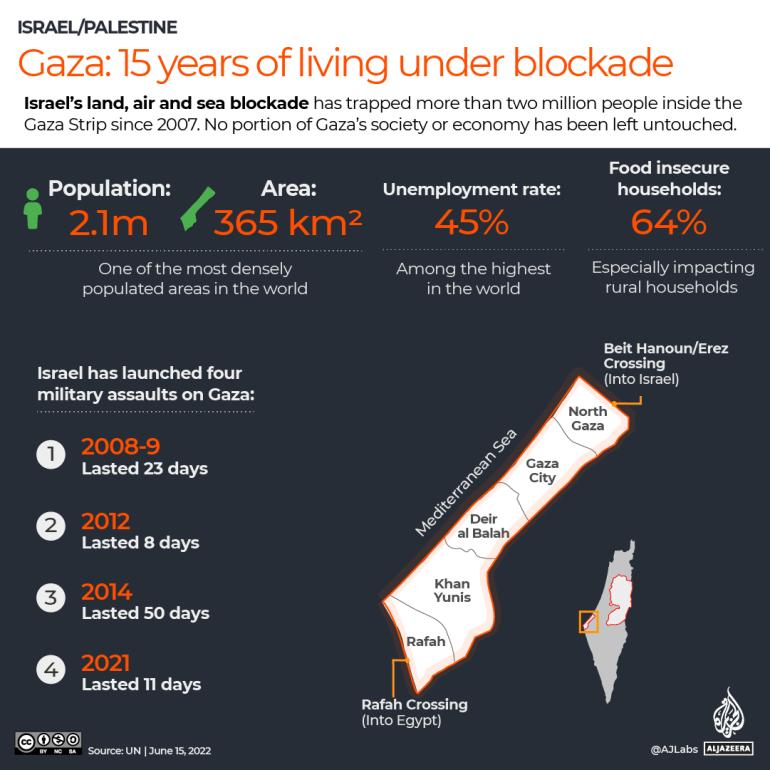 ISRAEL/PALESTINE
Gaza: 15 years of living under blockade
Israel's land, air and sea blockade has trapped more than two million people inside the
Gaza Strip since 2007. No portion of Gaza's society or economy has been left untouched.
Population:
2.1m
Area:
365 km²
One of the most densely
populated areas in the world
Unemployment rate:
45%
Among the highest
in the world
Food insecure
households:
64%
Especially impacting
rural households
Israel has launched four
military assaults on Gaza:
1
2008-9
Lasted 23 days
2
2012
Lasted 8 days
3
2014
Lasted 50 days
4
2021
Lasted 11 days
Beit Hanoun/Erez
Crossing
(Into Israel)
Mediterranean Sea
North
Gaza
Gaza
City
Deir
al Balah
Khan
Yunis
Rafah
Rafah Crossing
(Into Egypt)
cc
BY NC SA
Source: UN | June 15, 2022
@AJLabs
ALJAZEERA